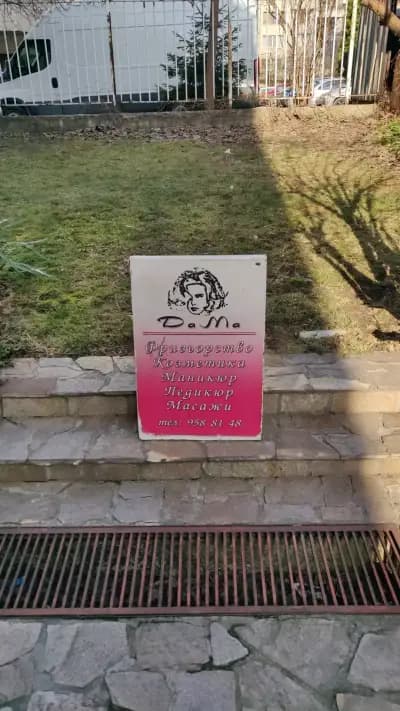 DaMa
Фризьорство
Козметика
Маникюр
Педикюр
Масажи
тел. 958 81 48